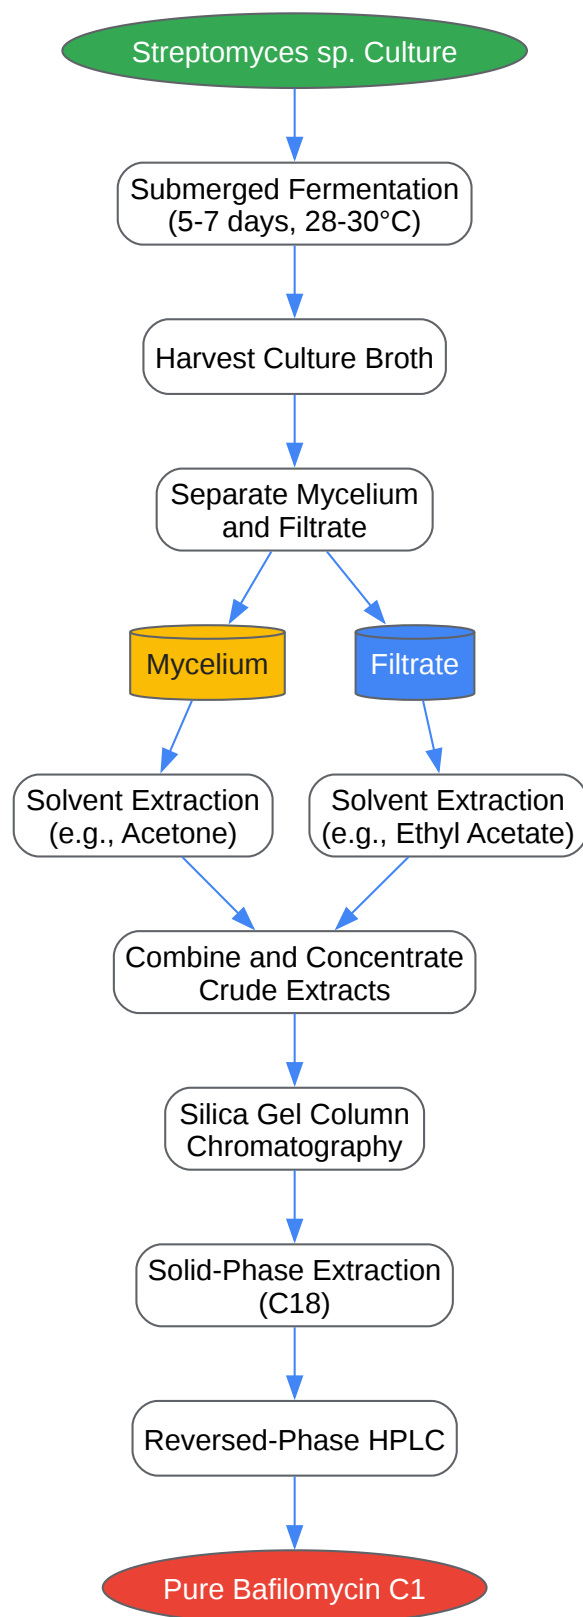 Streptomyces sp. Culture
Submerged Fermentation
(5-7 days, 28-30°C)
Harvest Culture Broth
Separate Mycelium
and Filtrate
Mycelium
Filtrate
Solvent Extraction
(e.g., Acetone)
Solvent Extraction
(e.g., Ethyl Acetate)
Combine and Concentrate
Crude Extracts
Silica Gel Column
Chromatography
Solid-Phase Extraction
(C18)
Reversed-Phase HPLC
Pure Bafilomycin C1